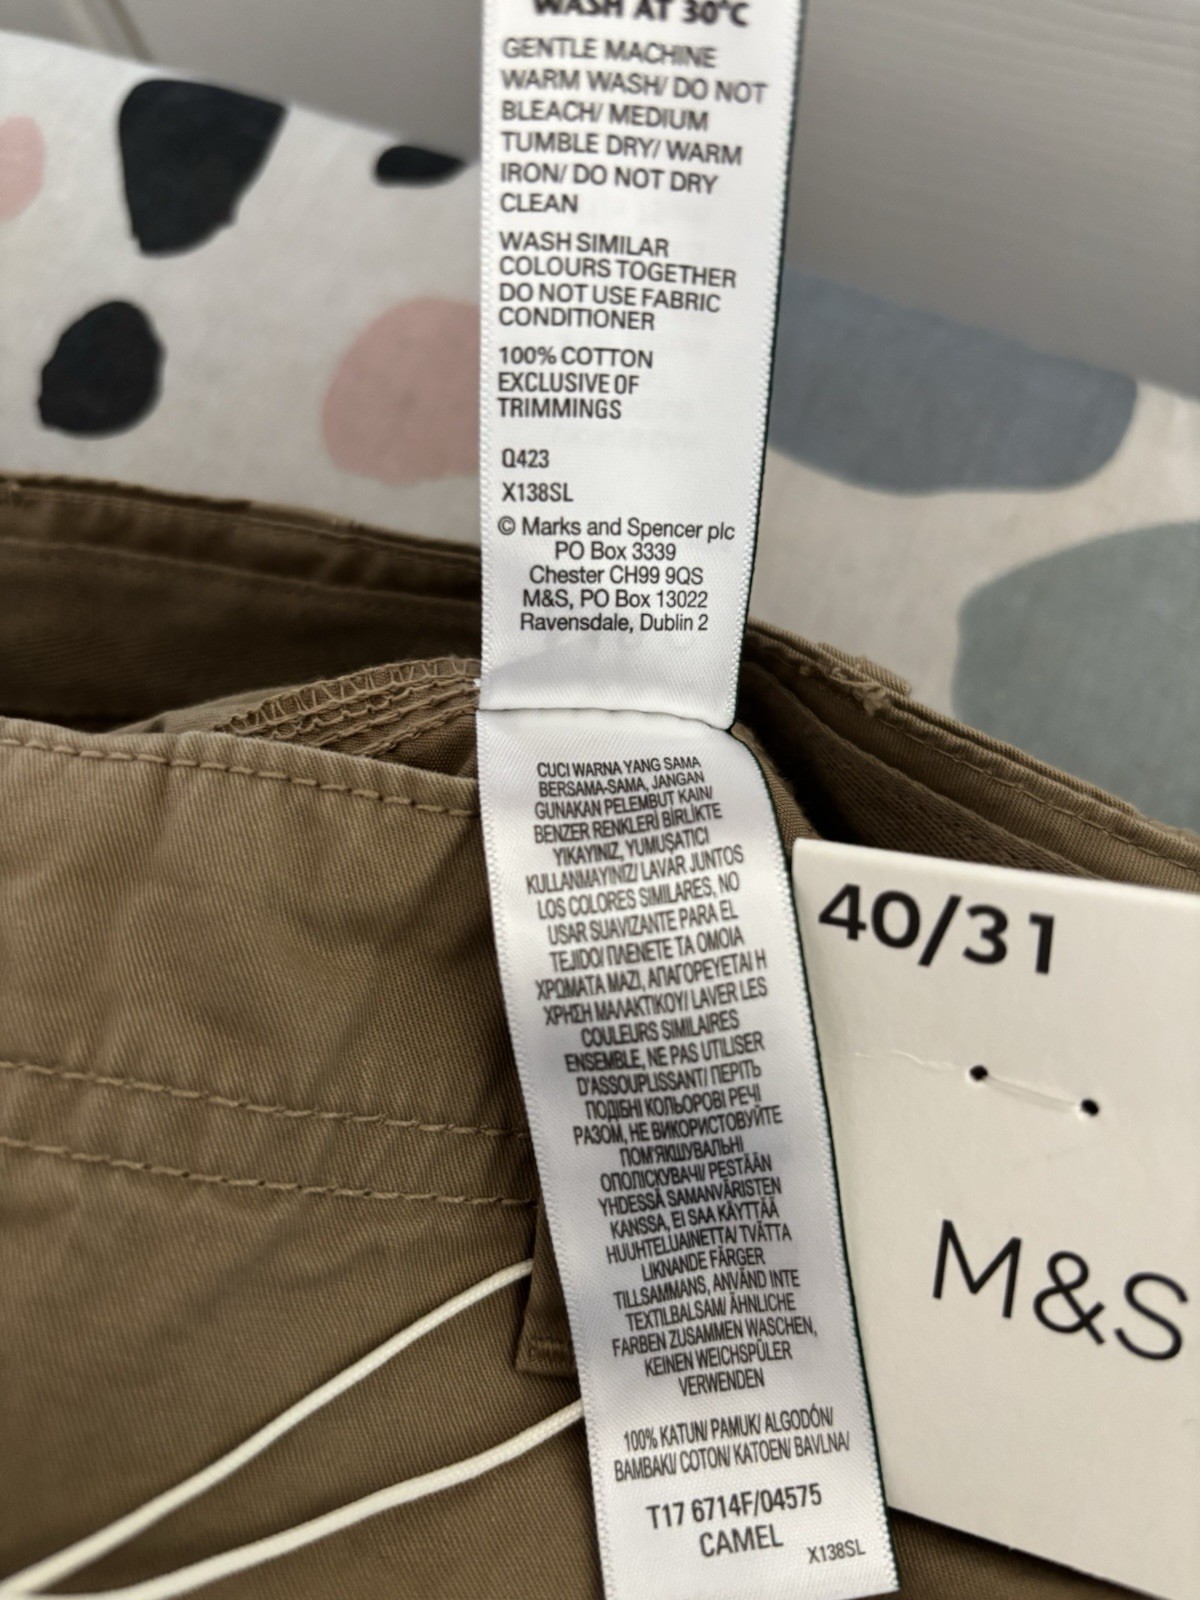 WASH AT 30°C
GENTLE MACHINE
WARM WASH/ DO NOT
BLEACH/ MEDIUM
TUMBLE DRY/ WARM
IRON/ DO NOT DRY
CLEAN
WASH SIMILAR
COLOURS TOGETHER
DO NOT USE FABRIC
CONDITIONER
100% COTTON
EXCLUSIVE OF
TRIMMINGS
Q423
X138SL
© Marks and Spencer plc
PO Box 3339
Chester CH99 9QS
M&S, PO Box 13022
Ravensdale, Dublin 2
CUCI WARNA YANG SAMA
BERSAMA-SAMA, JANGAN
GUNAKAN PELEMBUT KAIN/
BENZER RENKLERİ BİRLİKTE
YIKAYINIZ, YUMUŞATICI
KULLANMAYINIZ/ LAVAR JUNTOS
LOS COLORES SIMILARES, NO
USAR SUAVIZANTE PARA EL
TEJIDO/ ΠΛΕΝΕΤΕ ΤΑ ΟΜΟΙΑ
ΧΡΩΜΑΤΑ ΜΑΖΙ, ΑΠΑΓΟΡΕΥΕΤΑΙ Η
ΧΡΗΣΗ ΜΑΛΑΚΤΙΚΟΥ/ LAVER LES
COULEURS SIMILAIRES
ENSEMBLE, NE PAS UTILISER
D'ASSOUPLISSANT/ ПЕРІТЬ
ПОДІБНІ КОЛЬОРОВІ РЕЧІ
РАЗОМ, НЕ ВИКОРИСТОВУЙТЕ
ПОМ'ЯКШУВАЛЬНІ
ОПОЛІСКУВАЧІ/ PESTÄÄN
YHDESSÄ SAMANVÄRISTEN
KANSSA, EI SAA KÄYTTÄÄ
HUUHTELUAINETTA/ TVÄTTA
LIKNANDE FÄRGER
TILLSAMMANS, ANVÄND INTE
TEXTILBALSAM/ ÄHNLICHE
FARBEN ZUSAMMEN WASCHEN,
KEINEN WEICHSPÜLER
VERWENDEN
100% KATUN/ PAMUK/ ALGODÓN/
BAMBAKI/ COTON/ KATOEN/ BAVLNA/
T17 6714F/04575
CAMEL
X138SL
40/31
M&S